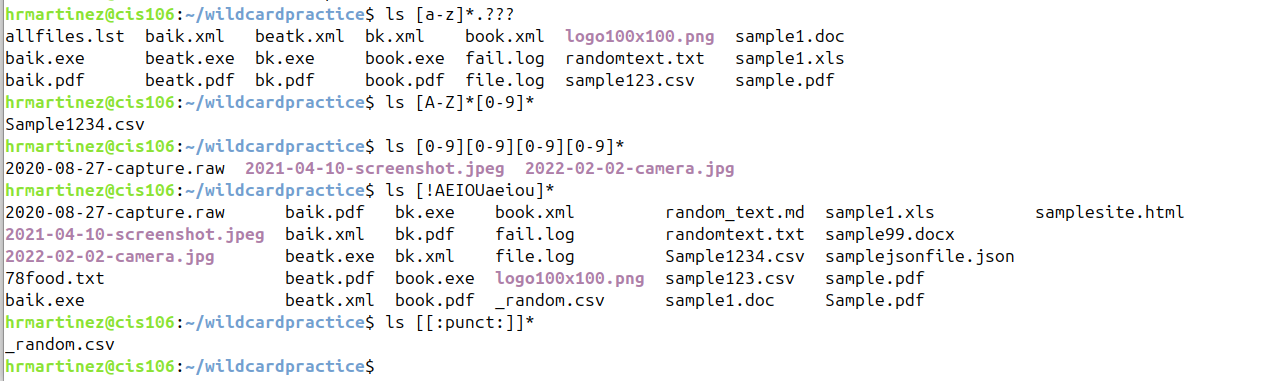 hrmartinez@cis106:~/wildcardpractice$ ls [a-z]*.???
allfiles.lst  baik.xml   beatk.xml  bk.xml    book.xml  logo100x100.png  sample1.doc
baik.exe      beatk.exe  bk.exe     book.exe  fail.log  randomtext.txt   sample1.xls
baik.pdf      beatk.pdf  bk.pdf     book.pdf  file.log  sample123.csv    sample.pdf
hrmartinez@cis106:~/wildcardpractice$ ls [A-Z]*[0-9]*
Sample1234.csv
hrmartinez@cis106:~/wildcardpractice$ ls [0-9][0-9][0-9][0-9]*
2020-08-27-capture.raw  2021-04-10-screenshot.jpeg  2022-02-02-camera.jpg
hrmartinez@cis106:~/wildcardpractice$ ls [!AEIOUaeiou]*
2020-08-27-capture.raw      baik.pdf   bk.exe    book.xml         random_text.md  sample1.xls          samplesite.html
2021-04-10-screenshot.jpeg  baik.xml   bk.pdf    fail.log         randomtext.txt  sample99.docx
2022-02-02-camera.jpg       beatk.exe  bk.xml    file.log         Sample1234.csv  samplejsonfile.json
78food.txt                  beatk.pdf  book.exe  logo100x100.png  sample123.csv   sample.pdf
baik.exe                    beatk.xml  book.pdf  _random.csv      sample1.doc     Sample.pdf
hrmartinez@cis106:~/wildcardpractice$ ls [[:punct:]]*
_random.csv
hrmartinez@cis106:~/wildcardpractice$